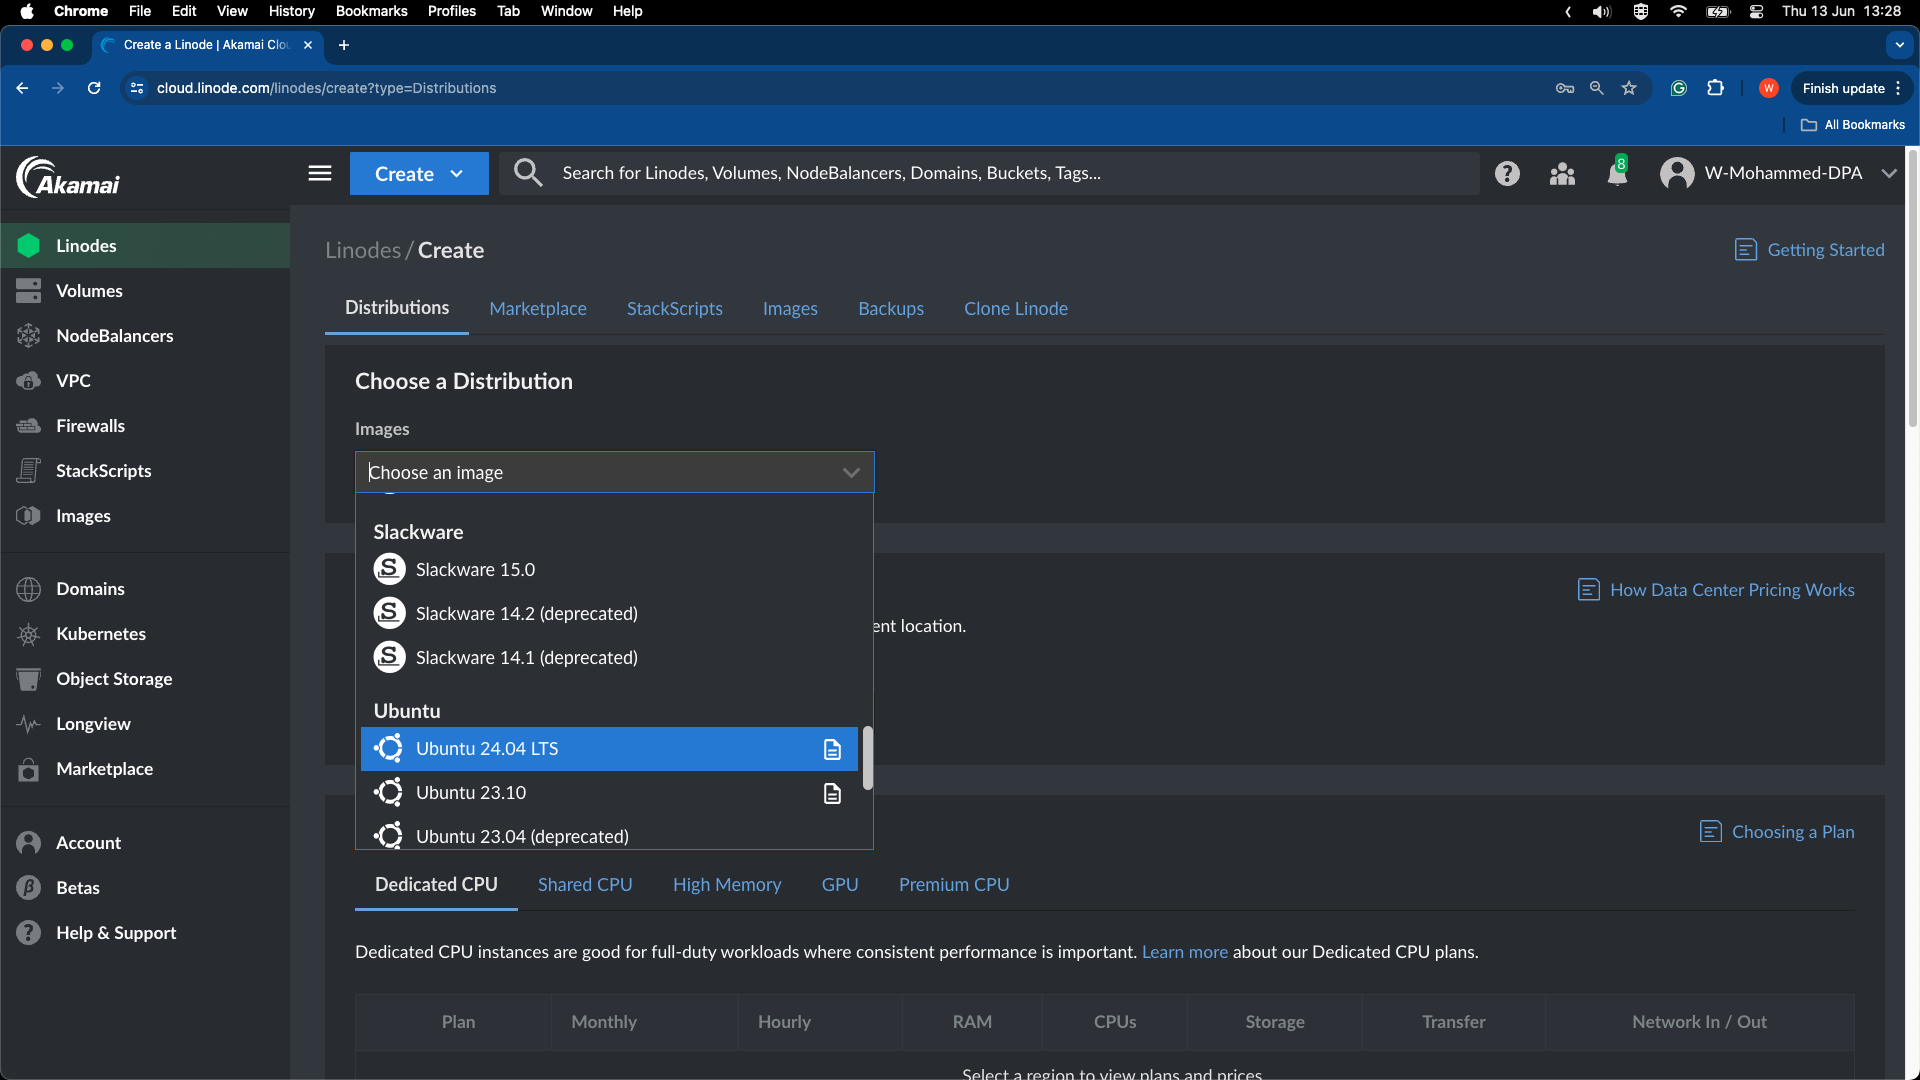 Chrome File Edit View History Bookmarks Profiles Tab Window Help Thu 13 Jun 13:28
Create a Linode | Akamai Clou
cloud.linode.com/linodes/create?type=Distributions
W
Finish update
All Bookmarks
Akamai
Create
Search for Linodes, Volumes, NodeBalancers, Domains, Buckets, Tags...
8
W-Mohammed-DPA
Linodes
Volumes
NodeBalancers
VPC
Firewalls
StackScripts
Images
Domains
Kubernetes
Object Storage
Longview
Marketplace
Account
Betas
Help & Support
Linodes / Create
Getting Started
Distributions Marketplace StackScripts Images Backups Clone Linode
Choose a Distribution
Images
Choose an image
Slackware
Slackware 15.0
Slackware 14.2 (deprecated)
Slackware 14.1 (deprecated)
Ubuntu
Ubuntu 24.04 LTS
Ubuntu 23.10
Ubuntu 23.04 (deprecated)
How Data Center Pricing Works
ent location.
Choosing a Plan
Dedicated CPU Shared CPU High Memory GPU Premium CPU
Dedicated CPU instances are good for full-duty workloads where consistent performance is important. Learn more about our Dedicated CPU plans.
Plan Monthly Hourly RAM CPUs Storage Transfer Network In / Out
Select a region to view plans and prices